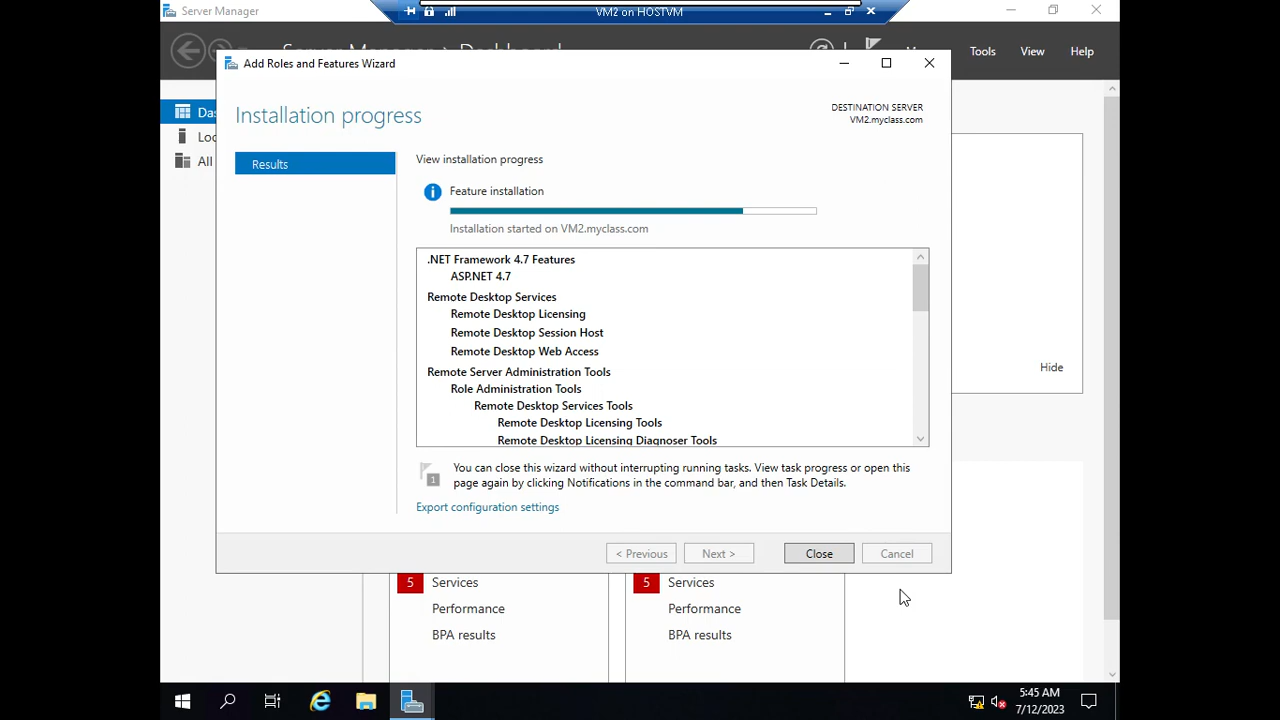 Server Manager
VM2 on HOSTVM
Tools
View
Help
Add Roles and Features Wizard
Installation progress
DESTINATION SERVER
VM2.myclass.com
Results
View installation progress
Feature installation
Installation started on VM2.myclass.com
.NET Framework 4.7 Features
ASP.NET 4.7
Remote Desktop Services
Remote Desktop Licensing
Remote Desktop Session Host
Remote Desktop Web Access
Remote Server Administration Tools
Role Administration Tools
Remote Desktop Services Tools
Remote Desktop Licensing Tools
Remote Desktop Licensing Diagnoser Tools
You can close this wizard without interrupting running tasks. View task progress or open this
page again by clicking Notifications in the command bar, and then Task Details.
1
Export configuration settings
< Previous
Next >
Close
Cancel
Das
Loc
All
Hide
5 Services
Performance
BPA results
5 Services
Performance
BPA results
5:45 AM
7/12/2023